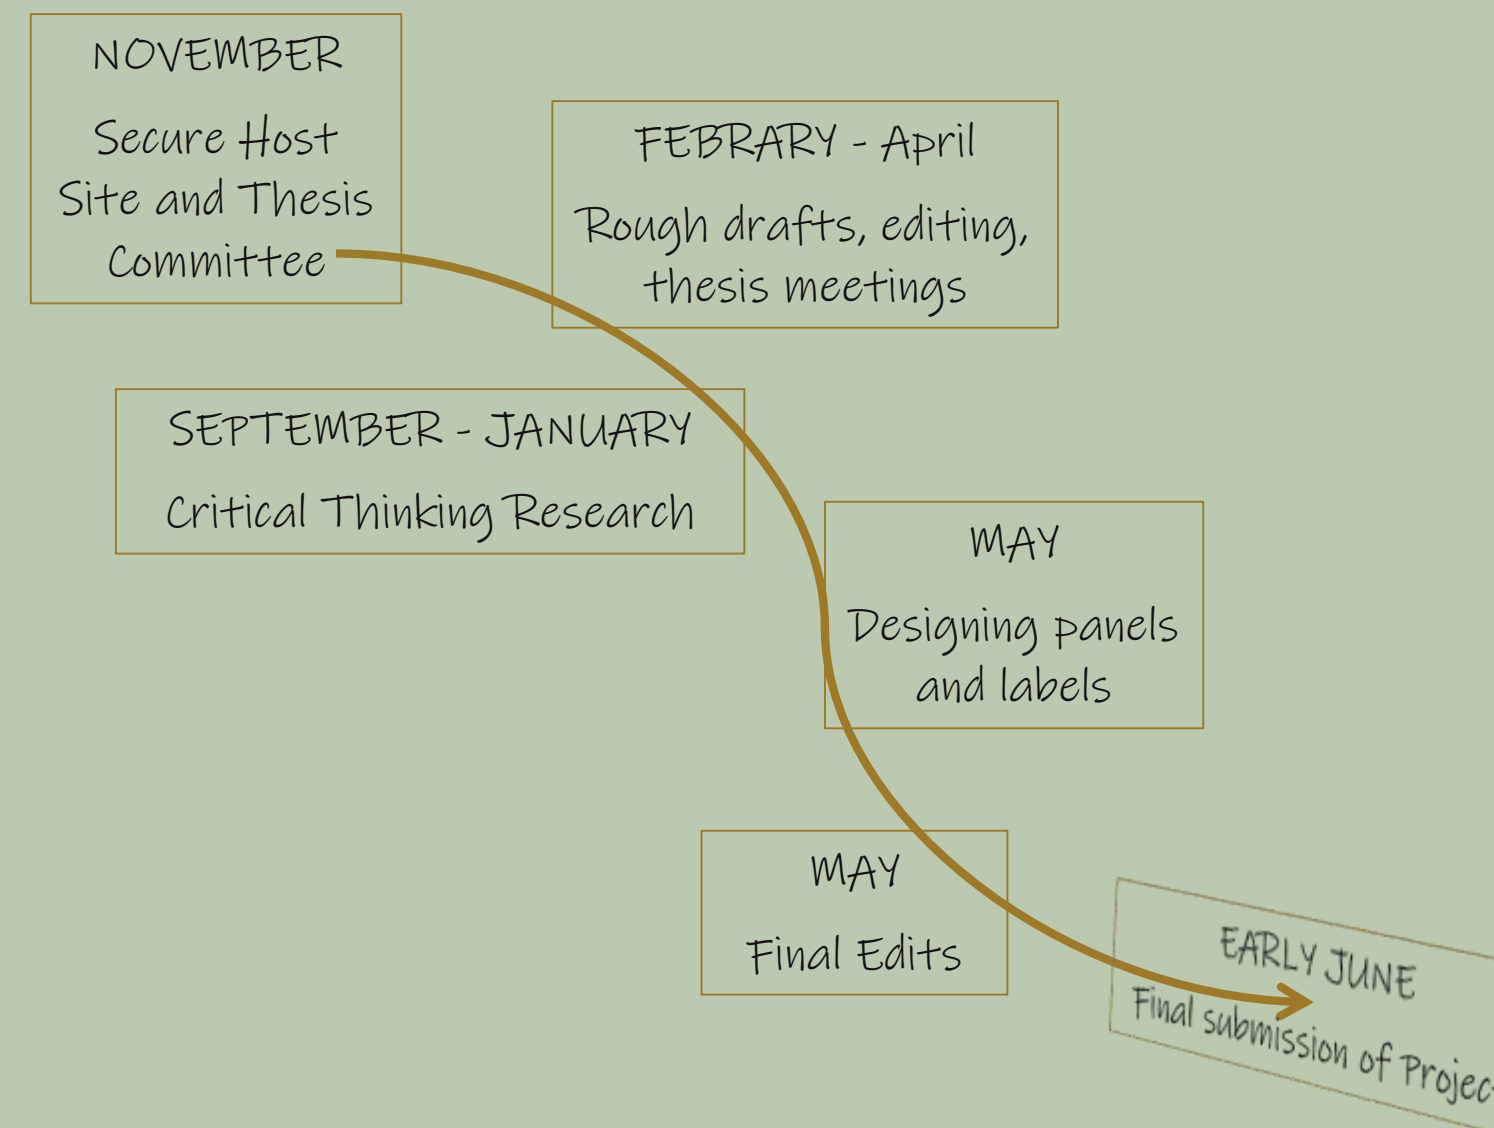 NOVEMBER
Secure Host
Site and Thesis
Committee
FEBRARY - April
Rough drafts, editing,
thesis meetings
SEPTEMBER - JANUARY
Critical Thinking Research
MAY
Designing panels
and labels
MAY
Final Edits
EARLY JUNE
Final submission of Projec